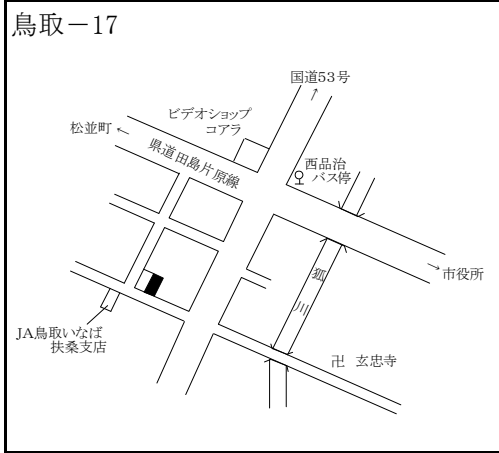 鳥取－17
国道53号
ビデオショップ
コアラ
松並町
県道田島片原線
西品治
バス停
市役所
狐川
JA鳥取いなば
扶桑支店
卍 玄忠寺